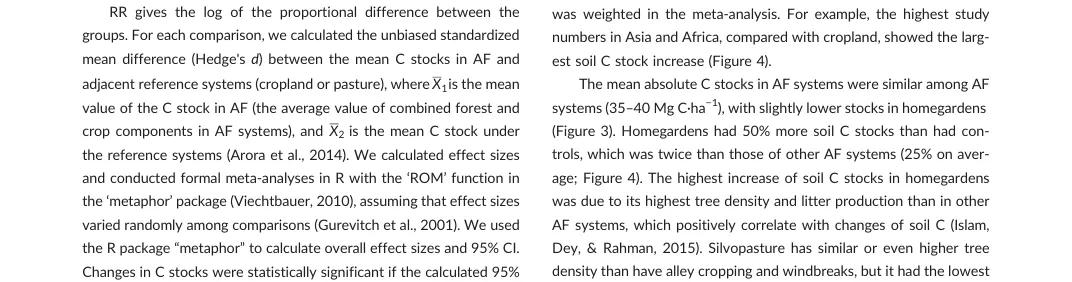 RR gives the log of the proportional difference between the
groups. For each comparison, we calculated the unbiased standardized
mean difference (Hedge's d) between the mean C stocks in AF and
adjacent reference systems (cropland or pasture), where X̅₁ is the mean
value of the C stock in AF (the average value of combined forest and
crop components in AF systems), and X̅₂ is the mean C stock under
the reference systems (Arora et al., 2014). We calculated effect sizes
and conducted formal meta-analyses in R with the ‘ROM’ function in
the ‘metaphor’ package (Viechtbauer, 2010), assuming that effect sizes
varied randomly among comparisons (Gurevitch et al., 2001). We used
the R package “metaphor” to calculate overall effect sizes and 95% CI.
Changes in C stocks were statistically significant if the calculated 95%
was weighted in the meta-analysis. For example, the highest study
numbers in Asia and Africa, compared with cropland, showed the larg-
est soil C stock increase (Figure 4).
The mean absolute C stocks in AF systems were similar among AF
systems (35–40 Mg C·ha⁻¹), with slightly lower stocks in homegardens
(Figure 3). Homegardens had 50% more soil C stocks than had con-
trols, which was twice than those of other AF systems (25% on aver-
age; Figure 4). The highest increase of soil C stocks in homegardens
was due to its highest tree density and litter production than in other
AF systems, which positively correlate with changes of soil C (Islam,
Dey, & Rahman, 2015). Silvopasture has similar or even higher tree
density than have alley cropping and windbreaks, but it had the lowest